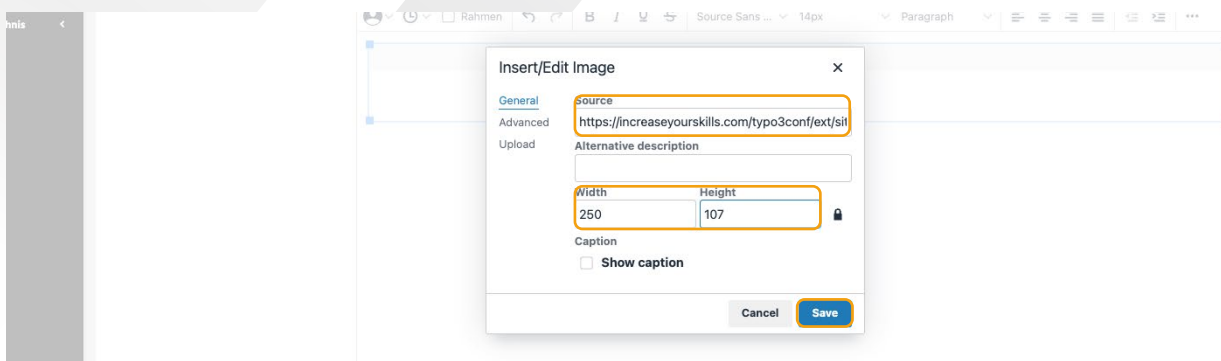 hnis
Rahmen B I U S Source Sans ... 14px Paragraph ...
Insert/Edit Image
General
Source
Advanced
https://increaseyourskills.com/typo3conf/ext/sit
Upload
Alternative description
Width Height
250 107
Caption
Show caption
Cancel Save